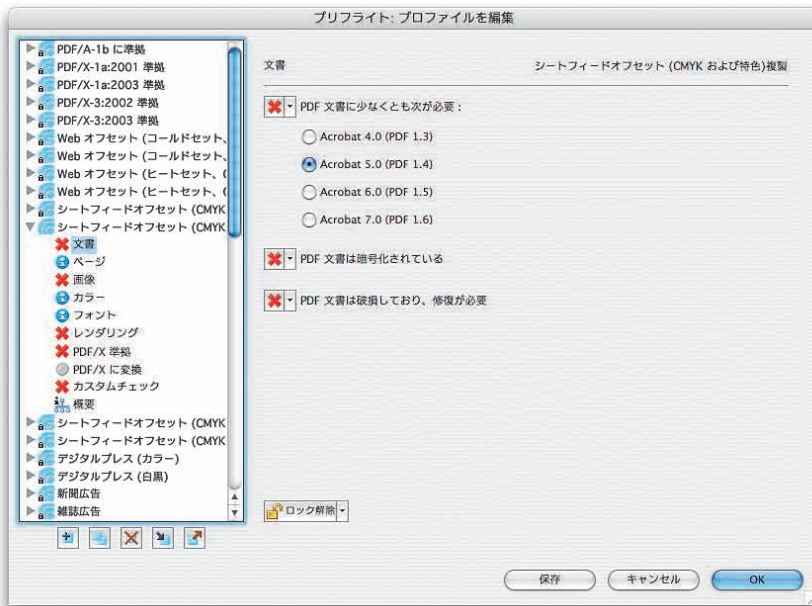 プリフライト: プロファイルを編集
PDF/A-1b に準拠
PDF/X-1a:2001 準拠
PDF/X-1a:2003 準拠
PDF/X-3:2002 準拠
PDF/X-3:2003 準拠
Web オフセット (コールドセット、
Web オフセット (コールドセット、
Web オフセット (ヒートセット、(
Web オフセット (ヒートセット、(
シートフィードオフセット (CMYK
シートフィードオフセット (CMYK
文書
ページ
画像
カラー
フォント
レンダリング
PDF/X 準拠
PDF/X に変換
カスタムチェック
概要
シートフィードオフセット (CMYK
シートフィードオフセット (CMYK
デジタルプレス (カラー)
デジタルプレス (白黒)
新聞広告
雑誌広告
文書
シートフィードオフセット (CMYK および特色)複製
PDF 文書に少なくとも次が必要 :
Acrobat 4.0 (PDF 1.3)
Acrobat 5.0 (PDF 1.4)
Acrobat 6.0 (PDF 1.5)
Acrobat 7.0 (PDF 1.6)
PDF 文書は暗号化されている
PDF 文書は破損しており、修復が必要
ロック解除
保存
キャンセル
OK